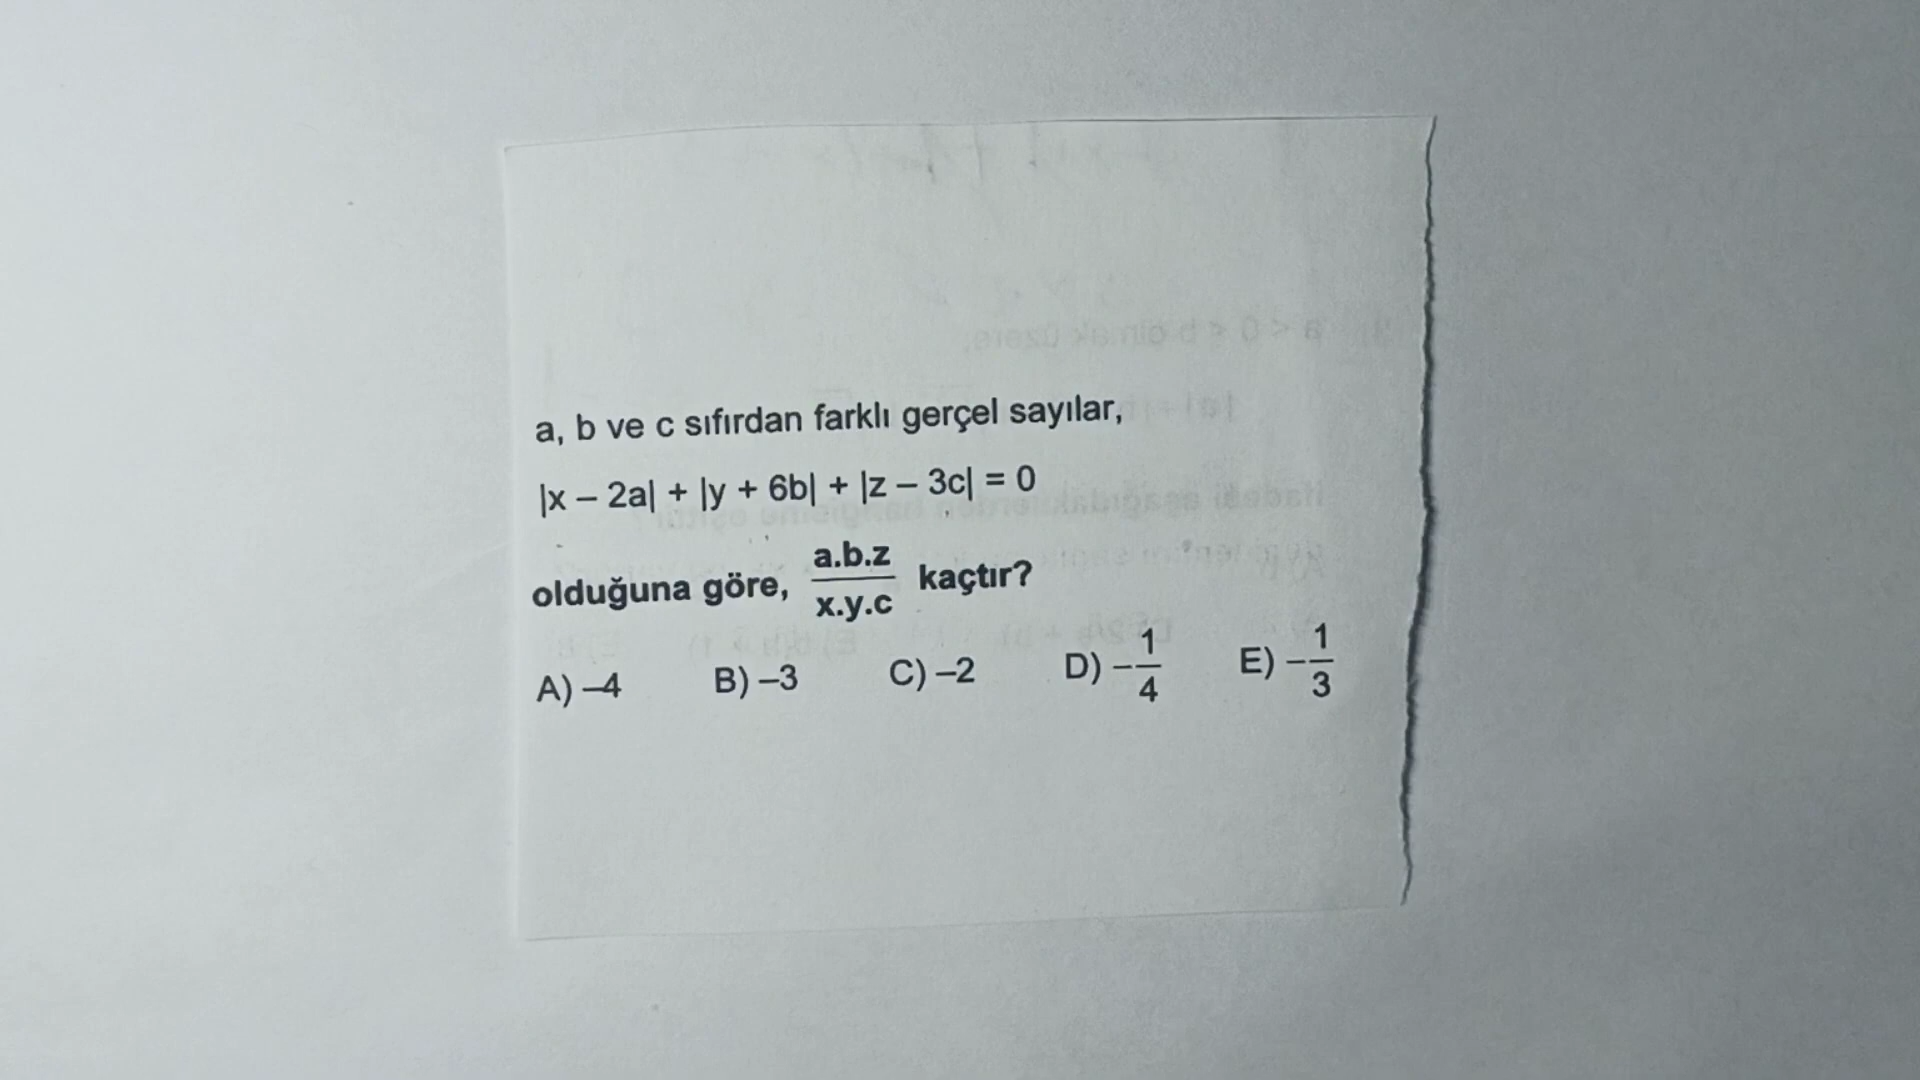 a, b ve c sıfırdan farklı gerçel sayılar,
|x – 2a| + |y + 6b| + |z – 3c| = 0
olduğuna göre, a.b.z/x.y.c kaçtır?
A) –4 B) –3 C) –2 D) –1/4 E) –1/3